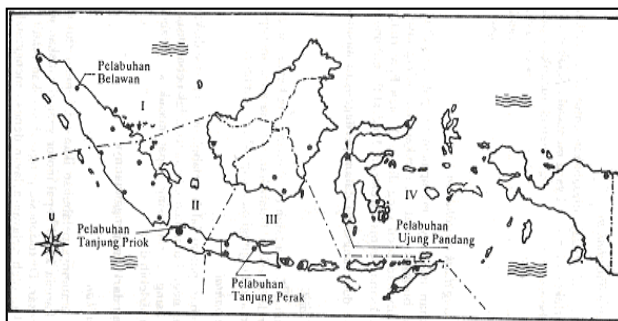 Pelabuhan
Belawan
I
II
III
IV
U
Pelabuhan
Tanjung Priok
Pelabuhan
Ujung Pandang
Pelabuhan
Tanjung Perak